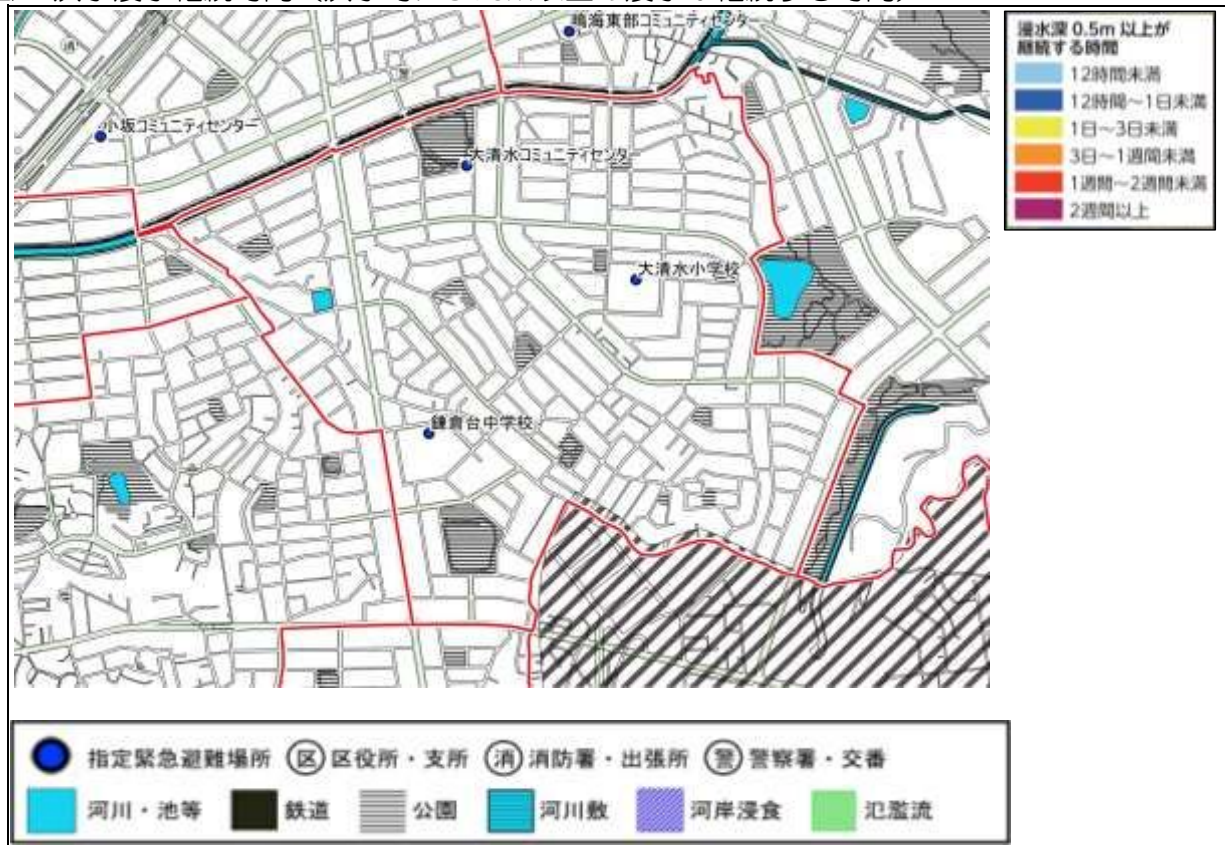 鳴海東部コミュニティセンター
小坂コミュニティセンター
大清水コミュニティセンタ
大清水小学校
鎌倉台中学校
浸水深 0.5m 以上が
継続する時間
12時間未満
12時間～1日未満
1日～3日未満
3日～1週間未満
1週間～2週間未満
2週間以上
指定緊急避難場所 区 区役所・支所 消 消防署・出張所 警 警察署・交番
河川・池等 鉄道 公園 河川敷 河岸浸食 氾濫流